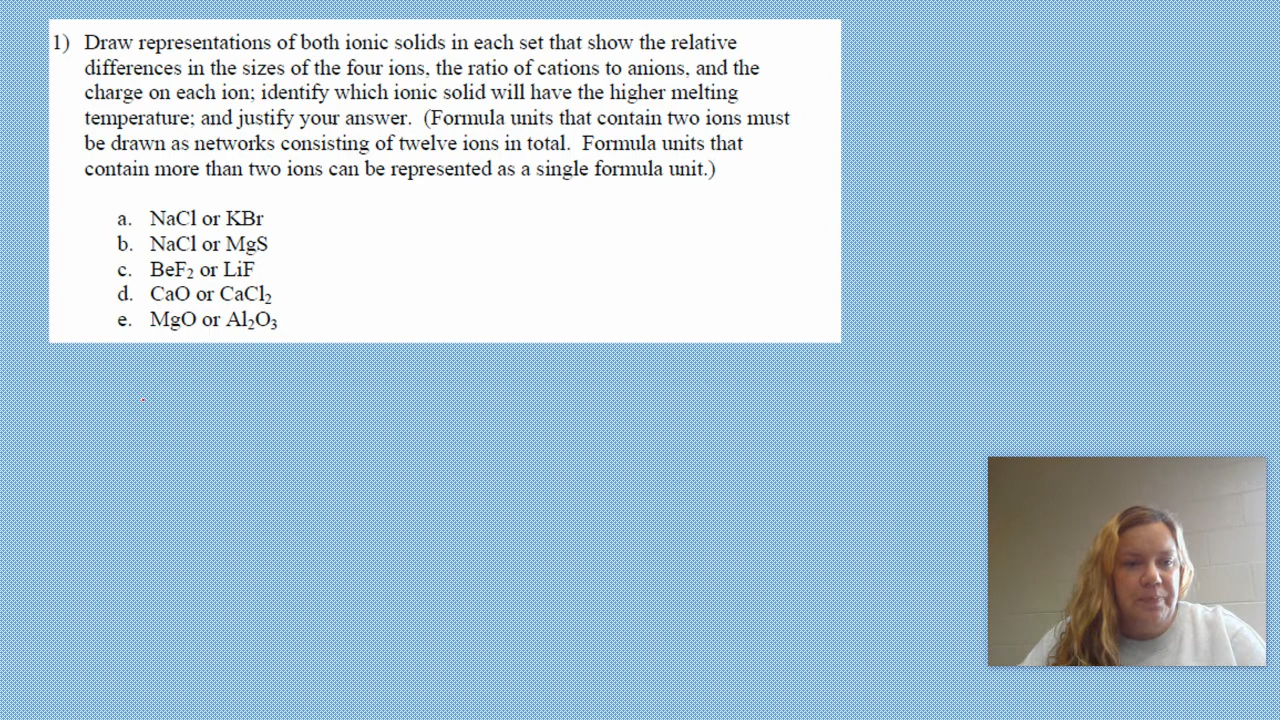 1) Draw representations of both ionic solids in each set that show the relative
differences in the sizes of the four ions, the ratio of cations to anions, and the
charge on each ion; identify which ionic solid will have the higher melting
temperature; and justify your answer. (Formula units that contain two ions must
be drawn as networks consisting of twelve ions in total. Formula units that
contain more than two ions can be represented as a single formula unit.)
a. NaCl or KBr
b. NaCl or MgS
c. BeF₂ or LiF
d. CaO or CaCl₂
e. MgO or Al₂O₃